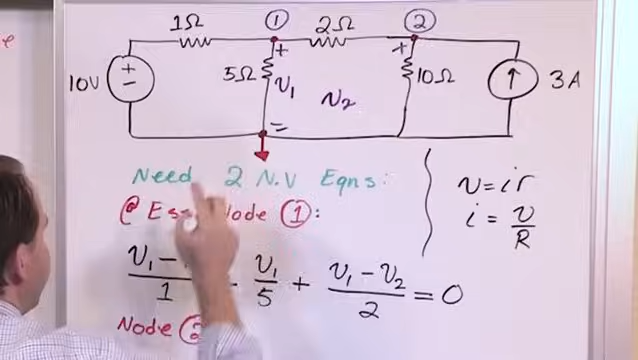 e
1Ω ① 2Ω ②
10V + − 5Ω + v₁ v₂ − + 10Ω ↑ 3A
Need 2 N.V Eqns:
@ Ess Node ①:
v = ir
i = v/R
v₁ − /1 v₁/5 + (v₁ − v₂)/2 = 0
Node ②